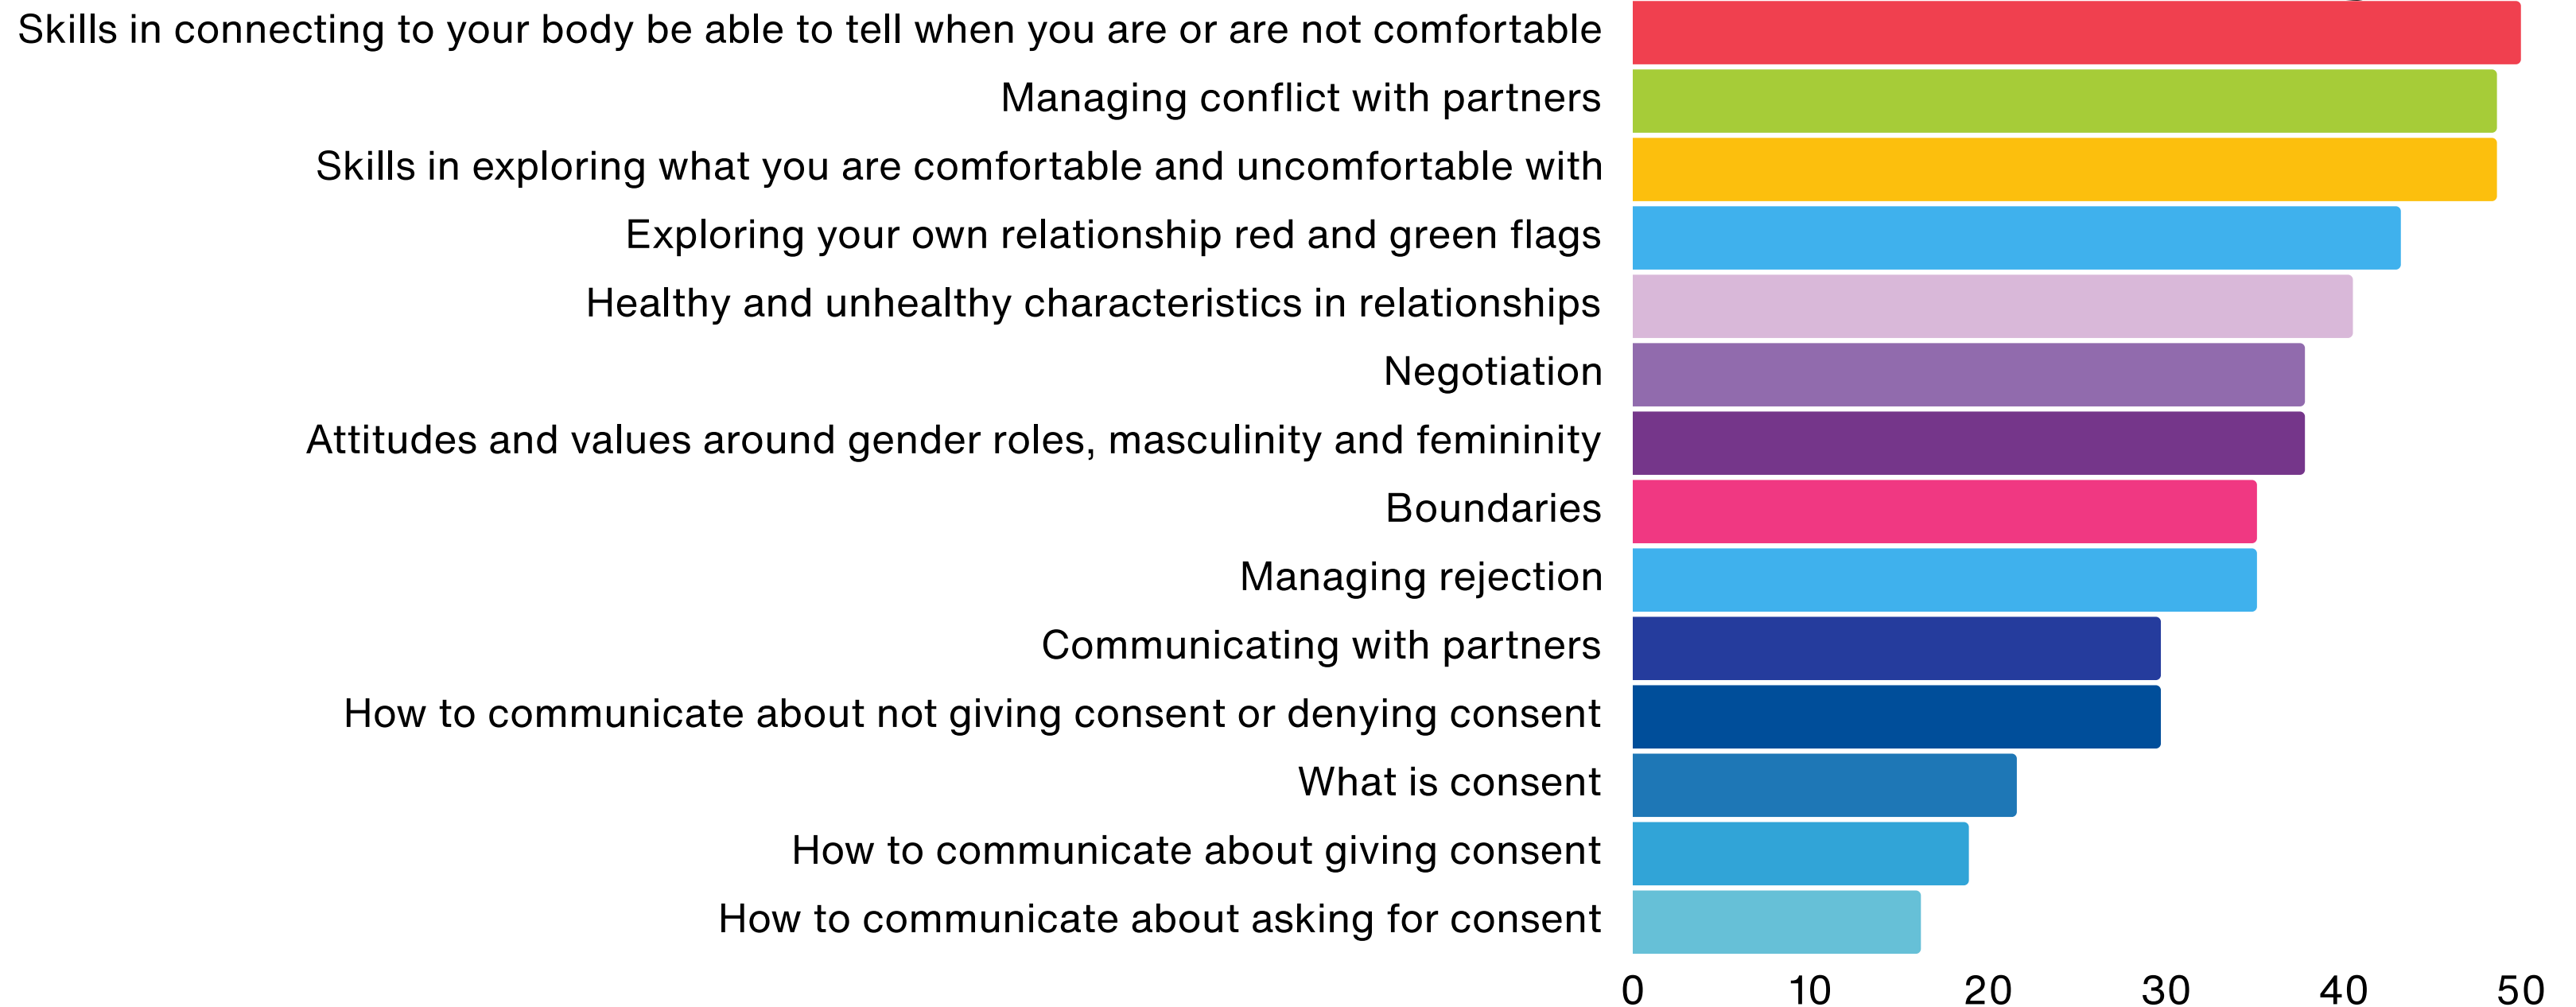 Skills in connecting to your body be able to tell when you are or are not comfortable
Managing conflict with partners
Skills in exploring what you are comfortable and uncomfortable with
Exploring your own relationship red and green flags
Healthy and unhealthy characteristics in relationships
Negotiation
Attitudes and values around gender roles, masculinity and femininity
Boundaries
Managing rejection
Communicating with partners
How to communicate about not giving consent or denying consent
What is consent
How to communicate about giving consent
How to communicate about asking for consent
0 10 20 30 40 50